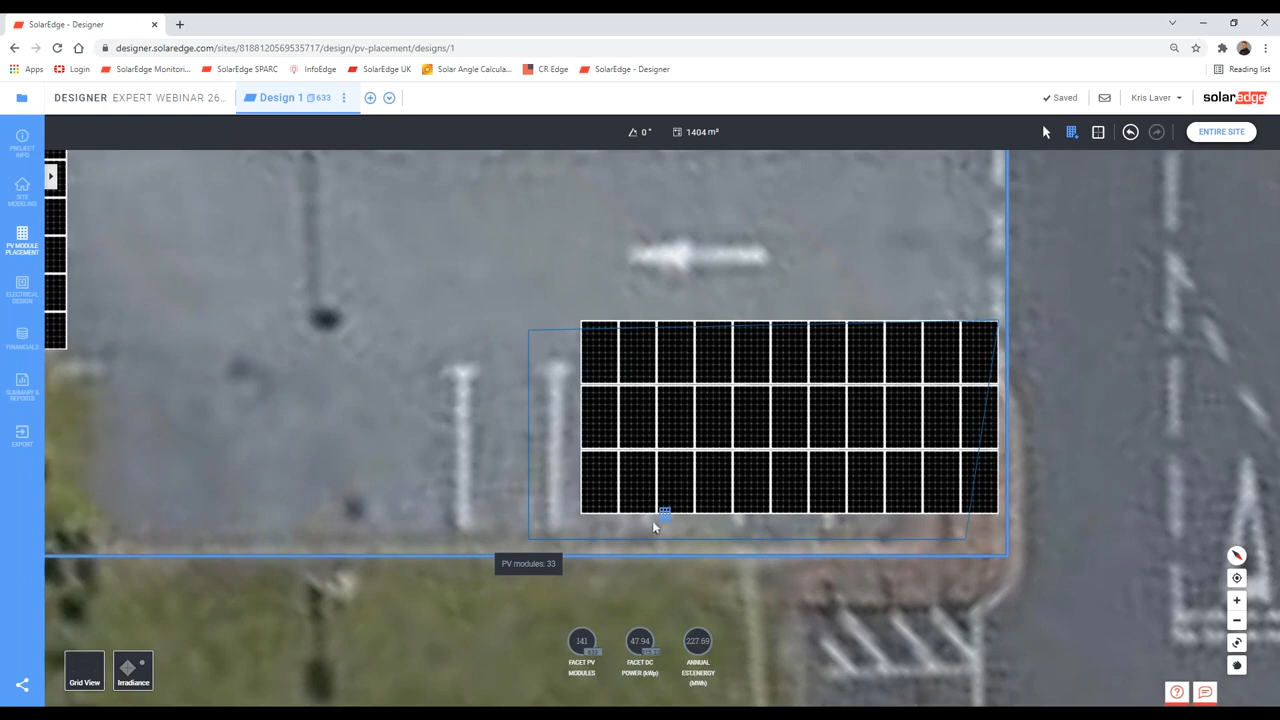 SolarEdge - Designer
designer.solaredge.com/sites/8188120569535717/design/pv-placement/designs/1
Apps
Login
SolarEdge Monitori...
SolarEdge SPARC
InfoEdge
SolarEdge UK
Solar Angle Calcula...
CR Edge
SolarEdge - Designer
Reading list
DESIGNER EXPERT WEBINAR 26...
Design 1 633
Saved
Kris Laver
solaredge
0°
1404 m²
ENTIRE SITE
PROJECT
INFO
SITE
MODELING
PV MODULE
PLACEMENT
ELECTRICAL
DESIGN
FINANCIALS
SUMMARY &
REPORTS
EXPORT
PV modules: 33
141
FACET PV
MODULES
47.94
FACET DC
POWER (kWp)
227.69
ANNUAL
EST.ENERGY
(MWh)
Grid View
Irradiance